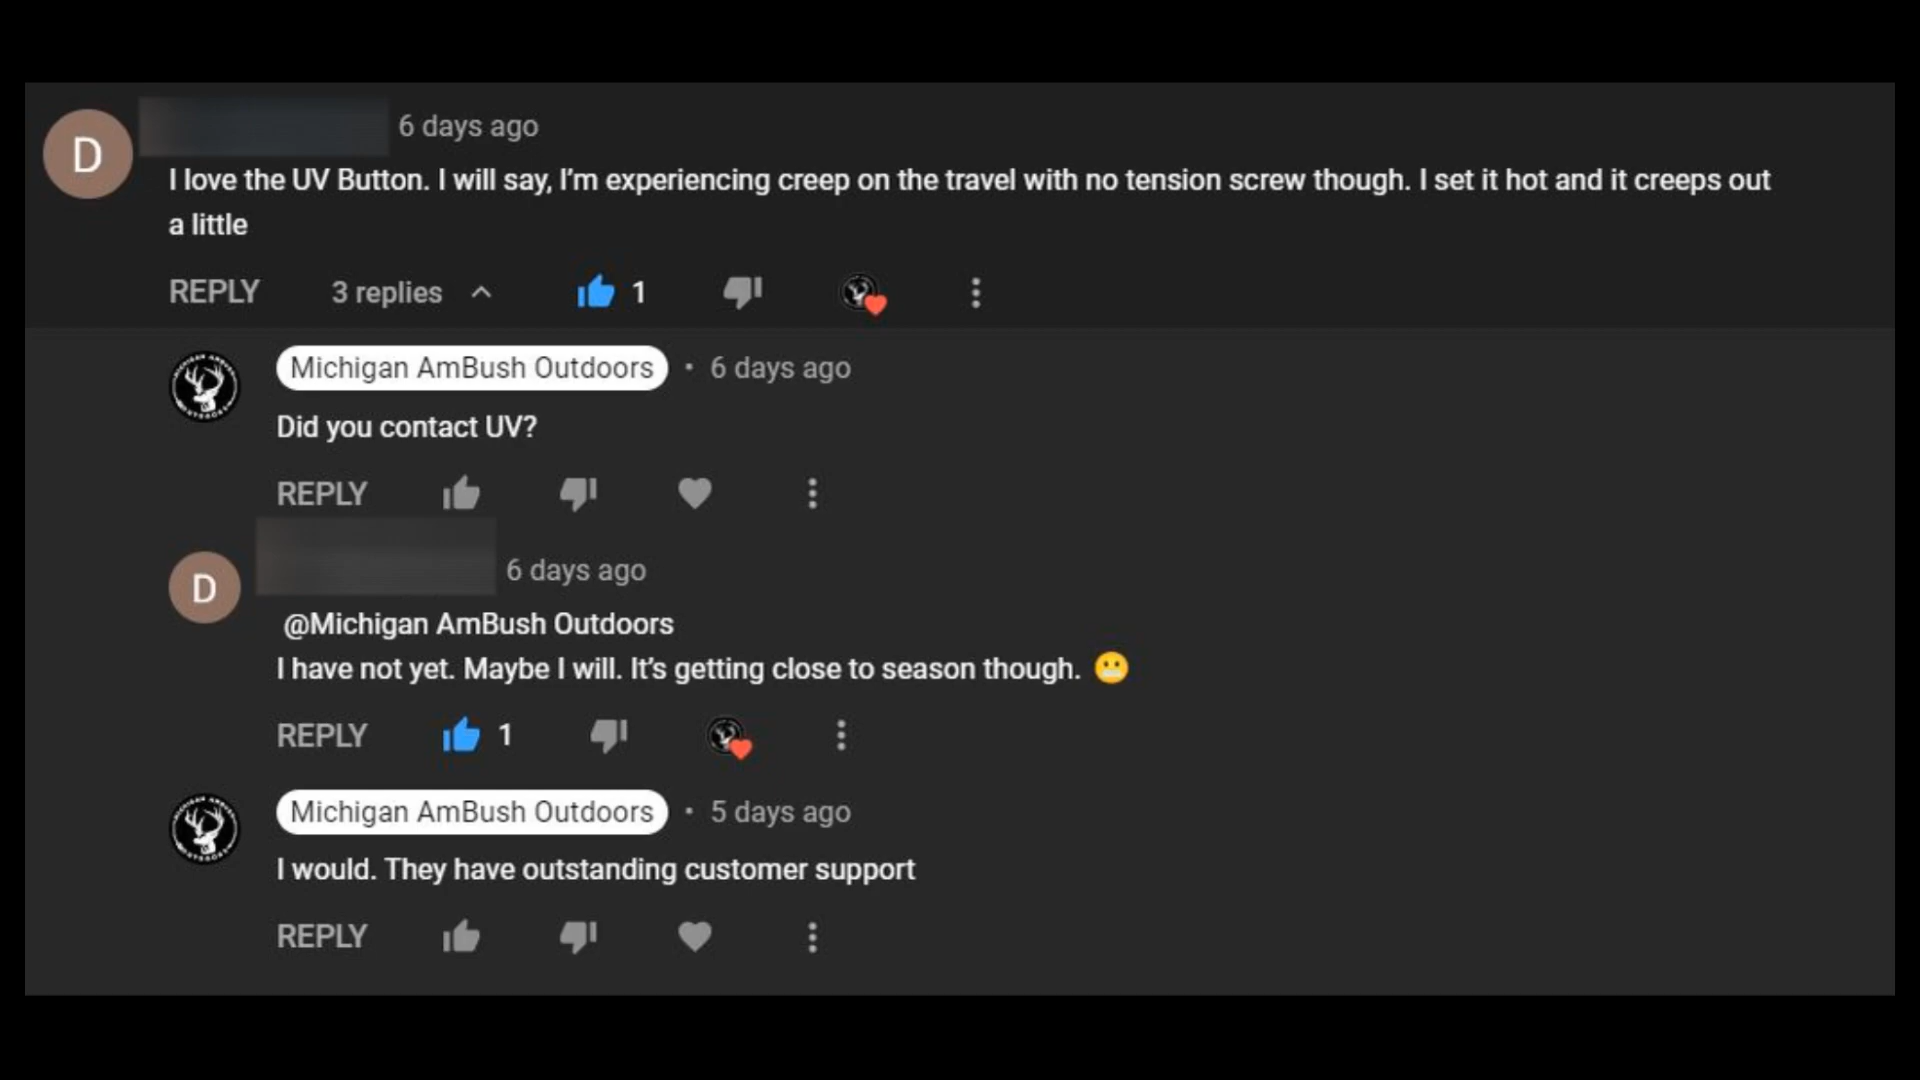 D
6 days ago
I love the UV Button. I will say, I'm experiencing creep on the travel with no tension screw though. I set it hot and it creeps out
a little
REPLY 3 replies 1
Michigan AmBush Outdoors • 6 days ago
Did you contact UV?
REPLY
D
6 days ago
@Michigan AmBush Outdoors
I have not yet. Maybe I will. It's getting close to season though. 😬
REPLY 1
Michigan AmBush Outdoors • 5 days ago
I would. They have outstanding customer support
REPLY